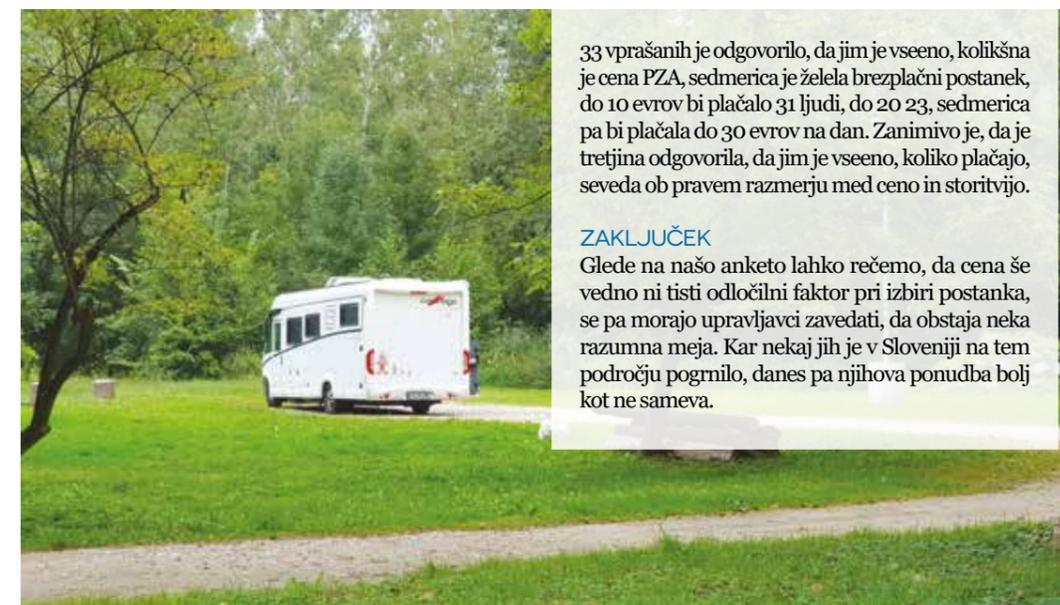 33 vprašanih je odgovorilo, da jim je vseeno, kolikšna
je cena PZA, sedmerica je želela brezplačni postanek,
do 10 evrov bi plačalo 31 ljudi, do 20 23, sedmerica
pa bi plačala do 30 evrov na dan. Zanimivo je, da je
tretjina odgovorila, da jim je vseeno, koliko plačajo,
seveda ob pravem razmerju med ceno in storitvijo.
ZAKLJUČEK
Glede na našo anketo lahko rečemo, da cena še
vedno ni tisti odločilni faktor pri izbiri postanka,
se pa morajo upravljavci zavedati, da obstaja neka
razumna meja. Kar nekaj jih je v Sloveniji na tem
področju pogrnilo, danes pa njihova ponudba bolj
kot ne sameva.